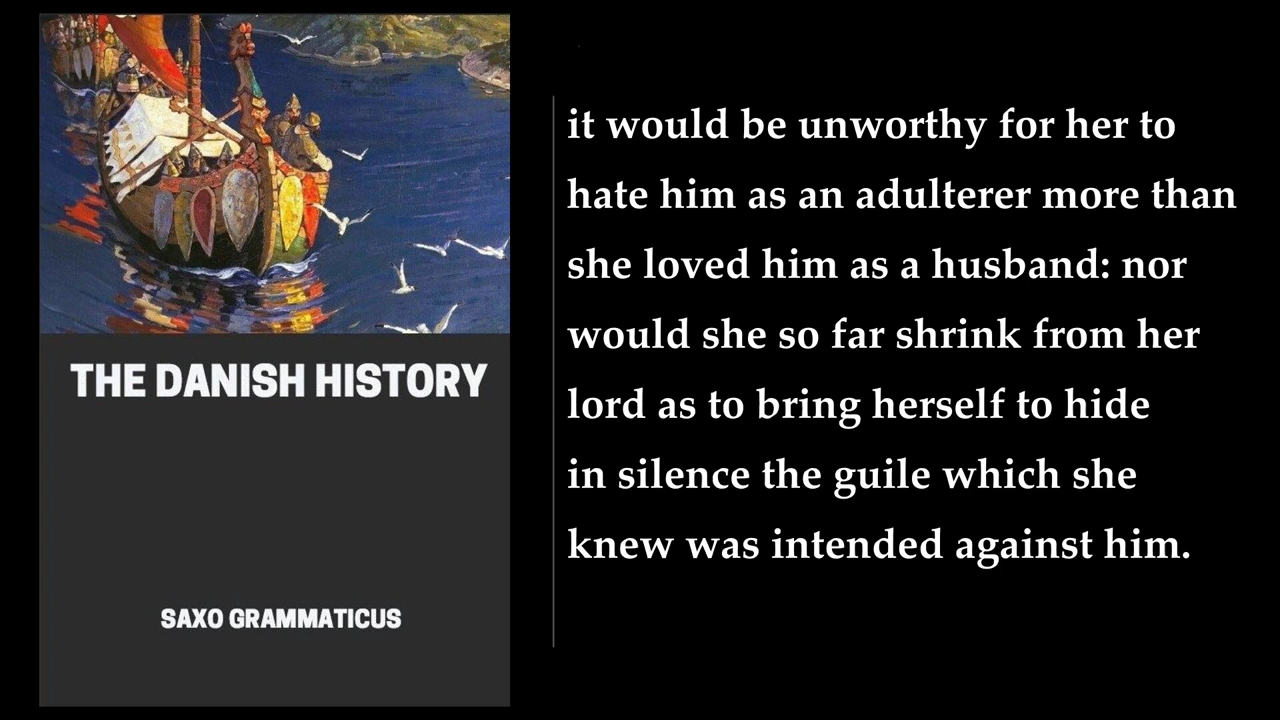 THE DANISH HISTORY
SAXO GRAMMATICUS
it would be unworthy for her to
hate him as an adulterer more than
she loved him as a husband: nor
would she so far shrink from her
lord as to bring herself to hide
in silence the guile which she
knew was intended against him.